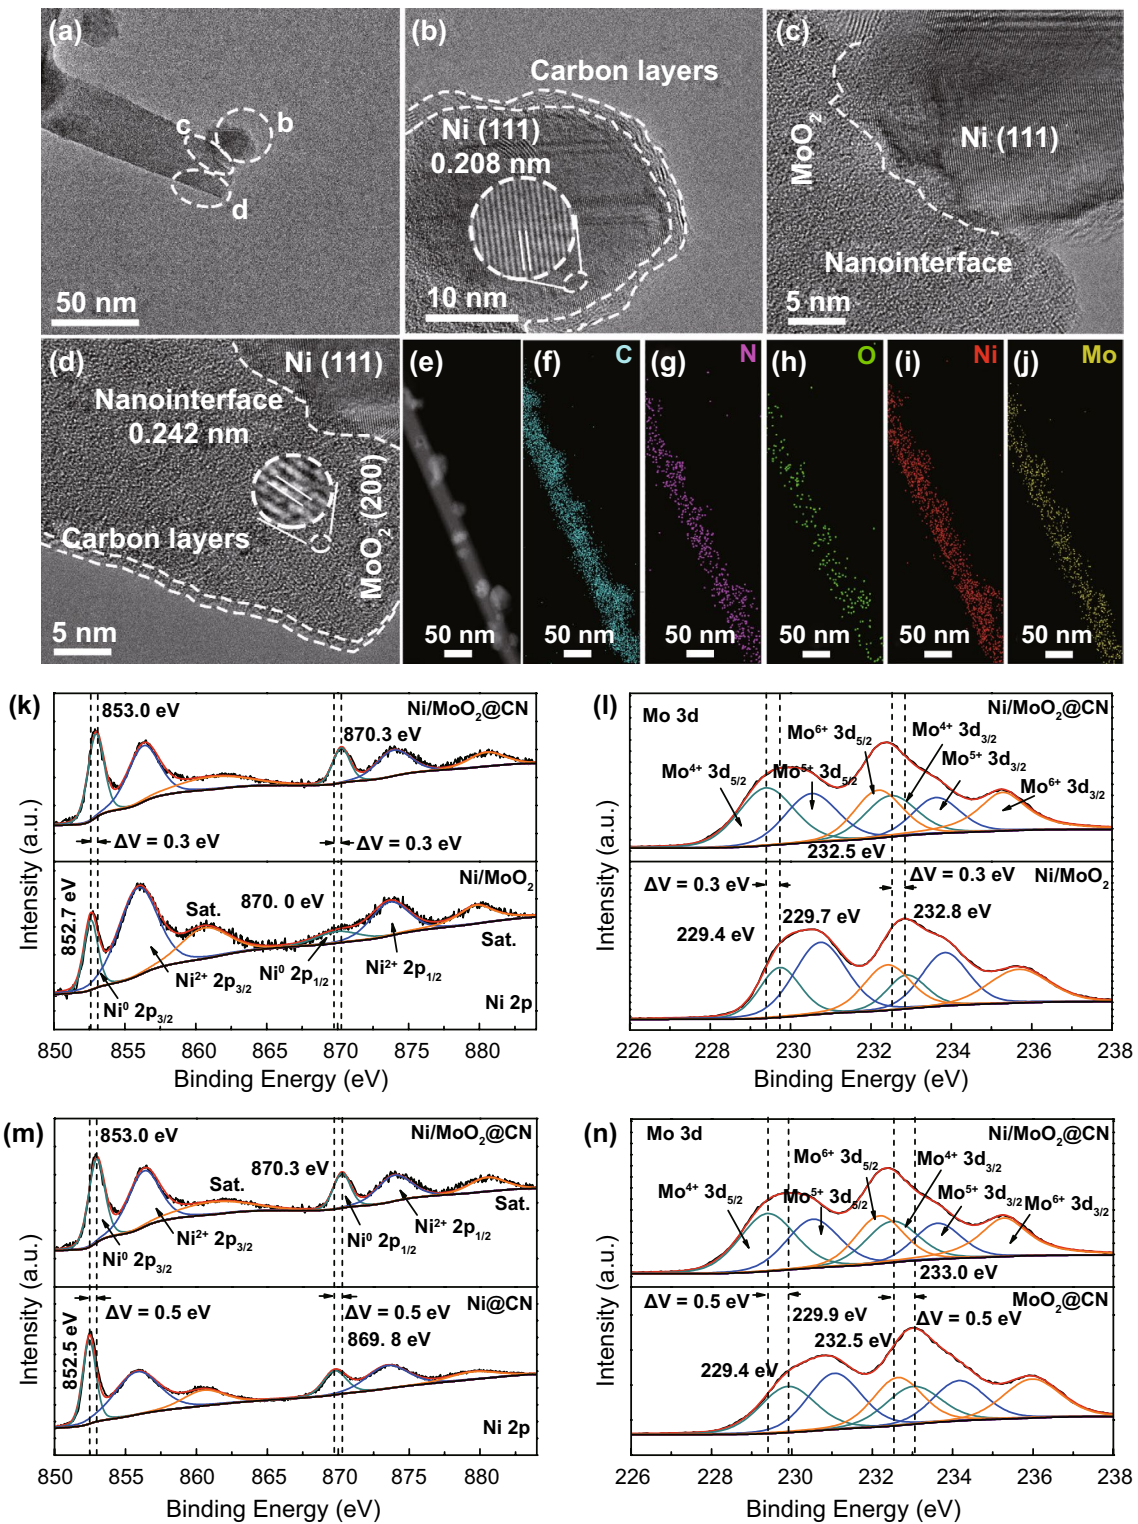 (a)
c
b
d
50 nm
(b)
Carbon layers
Ni (111)
0.208 nm
10 nm
(c)
MoO₂
Ni (111)
Nanointerface
5 nm
(d)
Ni (111)
Nanointerface
0.242 nm
MoO₂ (200)
Carbon layers
5 nm
(e)
50 nm
(f) C
50 nm
(g) N
50 nm
(h) O
50 nm
(i) Ni
50 nm
(j) Mo
50 nm
(k)
853.0 eV
Ni/MoO₂@CN
870.3 eV
ΔV = 0.3 eV
ΔV = 0.3 eV
Ni/MoO₂
852.7 eV
Sat.
870. 0 eV
Sat.
Ni²⁺ 2p₃/₂
Ni⁰ 2p₁/₂
Ni²⁺ 2p₁/₂
Ni⁰ 2p₃/₂
Ni 2p
Intensity (a.u.)
850 855 860 865 870 875 880
Binding Energy (eV)
(l)
Mo 3d
Ni/MoO₂@CN
Mo⁶⁺ 3d₅/₂
Mo⁴⁺ 3d₃/₂
Mo⁴⁺ 3d₅/₂
Mo⁵⁺ 3d₅/₂
Mo⁵⁺ 3d₃/₂
Mo⁶⁺ 3d₃/₂
232.5 eV
ΔV = 0.3 eV
ΔV = 0.3 eV
Ni/MoO₂
229.7 eV
232.8 eV
229.4 eV
Intensity (a.u.)
226 228 230 232 234 236 238
Binding Energy (eV)
(m)
853.0 eV
Ni/MoO₂@CN
Sat.
870.3 eV
Sat.
Ni²⁺ 2p₃/₂
Ni⁰ 2p₁/₂
Ni²⁺ 2p₁/₂
Ni⁰ 2p₃/₂
ΔV = 0.5 eV
ΔV = 0.5 eV
Ni@CN
852.5 eV
869. 8 eV
Ni 2p
Intensity (a.u.)
850 855 860 865 870 875 880
Binding Energy (eV)
(n)
Mo 3d
Ni/MoO₂@CN
Mo⁶⁺ 3d₅/₂
Mo⁴⁺ 3d₃/₂
Mo⁴⁺ 3d₅/₂
Mo⁵⁺ 3d₅/₂
Mo⁵⁺ 3d₃/₂
Mo⁶⁺ 3d₃/₂
233.0 eV
ΔV = 0.5 eV
229.9 eV
ΔV = 0.5 eV
MoO₂@CN
232.5 eV
229.4 eV
Intensity (a.u.)
226 228 230 232 234 236 238
Binding Energy (eV)